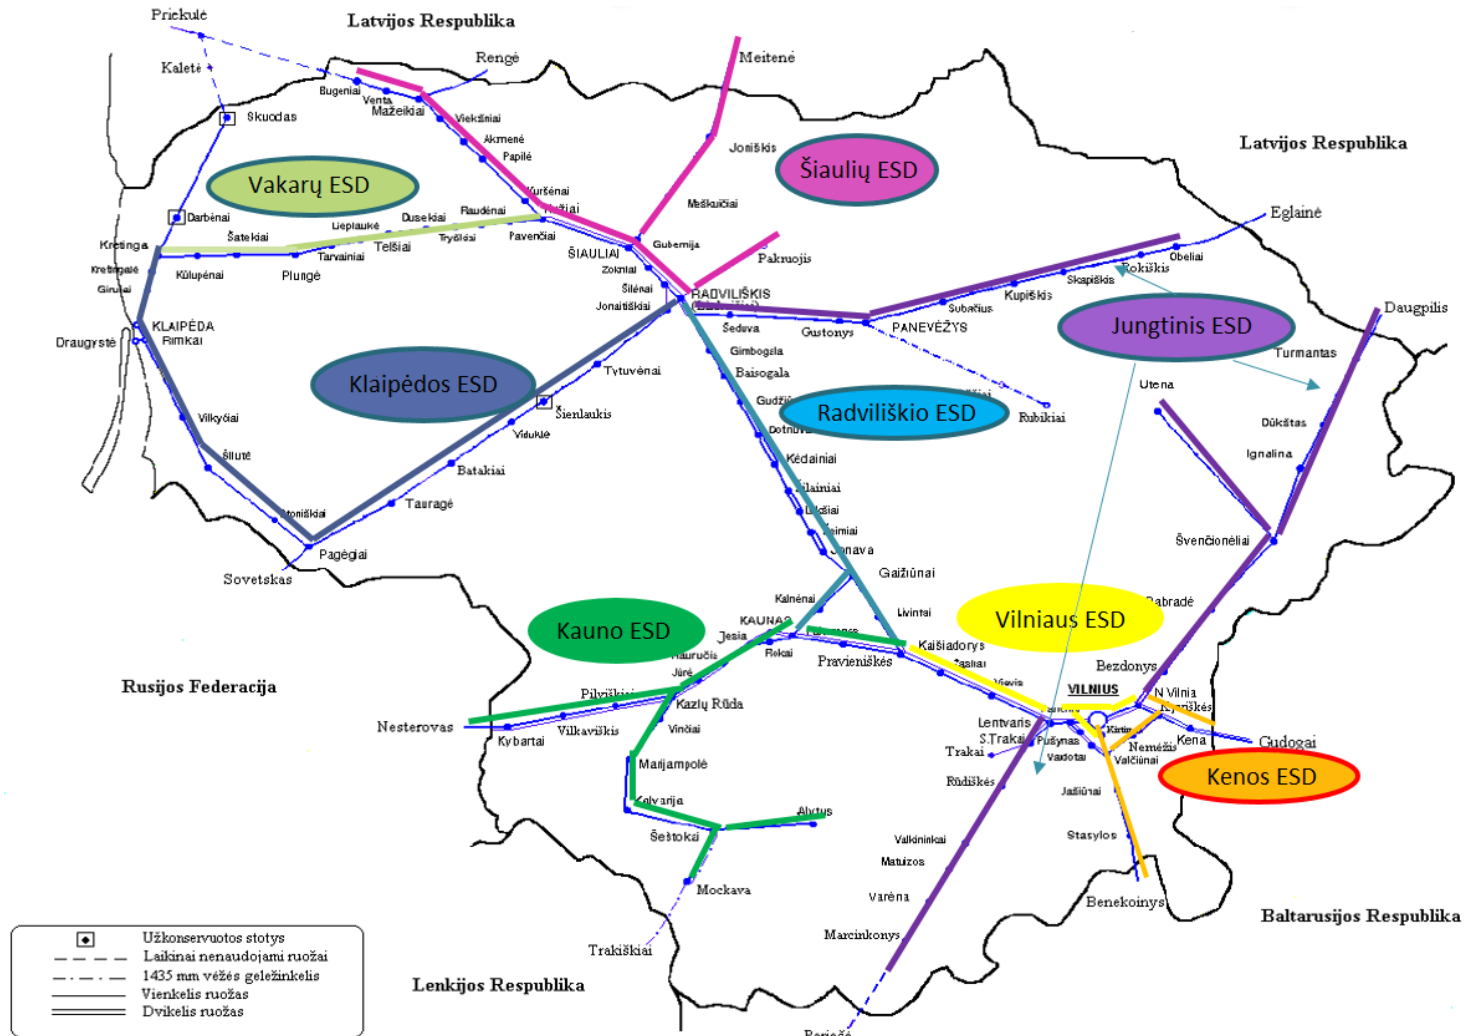 Priekulė
Latvijos Respublika
Rengė
Meitenė
Kaletė
Bugeniai
Venta
Mažeikiai
Skuodas
Viekšniai
Akmenė
Papilė
Joniškis
Latvijos Respublika
Šiaulių ESD
Vakarų ESD
Kuršėnai
Meškuičiai
Darbėnai
Lieplaukė
Dusekiai
Raudėnai
Eglainė
Kretinga
Šatekiai
Telšiai
Tryškiai
Pavenčiai
Gubernija
Tarvainiai
ŠIAULIAI
Pakruojis
Obeliai
Kretingalė
Kūlupėnai
Plungė
Zokniai
Rokiškis
Skapiškis
Giruliai
Šilėnai
Kupiškis
Jonaitiškiai
RADVILIŠKIS
Subačius
Daugpilis
KLAIPĖDA
Rimkai
Šeduva
Gustonys
PANEVĖŽYS
Jungtinis ESD
Draugystė
Gimbogala
Turmantas
Tytuvėnai
Baisogala
Klaipėdos ESD
Utena
Šienlaukis
Radviliškio ESD
Rubikiai
Vilkyčiai
Viduklė
Dūkštas
Šilutė
Batakiai
Kėdainiai
Ignalina
Tauragė
Pagėgiai
Jonava
Švenčionėliai
Sovetskas
Gaižiūnai
Kalnėnai
Livintai
Kauno ESD
KAUNAS
Vilniaus ESD
Jesia
Kaišiadorys
Rokai
Pravieniškės
Bezdonys
Rusijos Federacija
Jūrė
Vievis
VILNIUS
N.Vilnia
Pilviškiai
Kazlų Rūda
Nesterovas
Vilkaviškis
Vinčiai
Lentvaris
Kybartai
S.Trakai
Pušynas
Nemėžis
Kena
Gudogai
Trakai
Vaidotai
Valčiūnai
Marijampolė
Kenos ESD
Rūdiškės
Jašiūnai
Kalvarija
Alytus
Šeštokai
Valkininkai
Stasylos
Matuizos
Mockava
Varėna
Benekoinys
Baltarusijos Respublika
Marcinkonys
Trakiškiai
Lenkijos Respublika
Užkonservuotos stotys
Laikinai nenaudojami ruožai
1435 mm vėžės geležinkelis
Vienkelis ruožas
Dvikelis ruožas